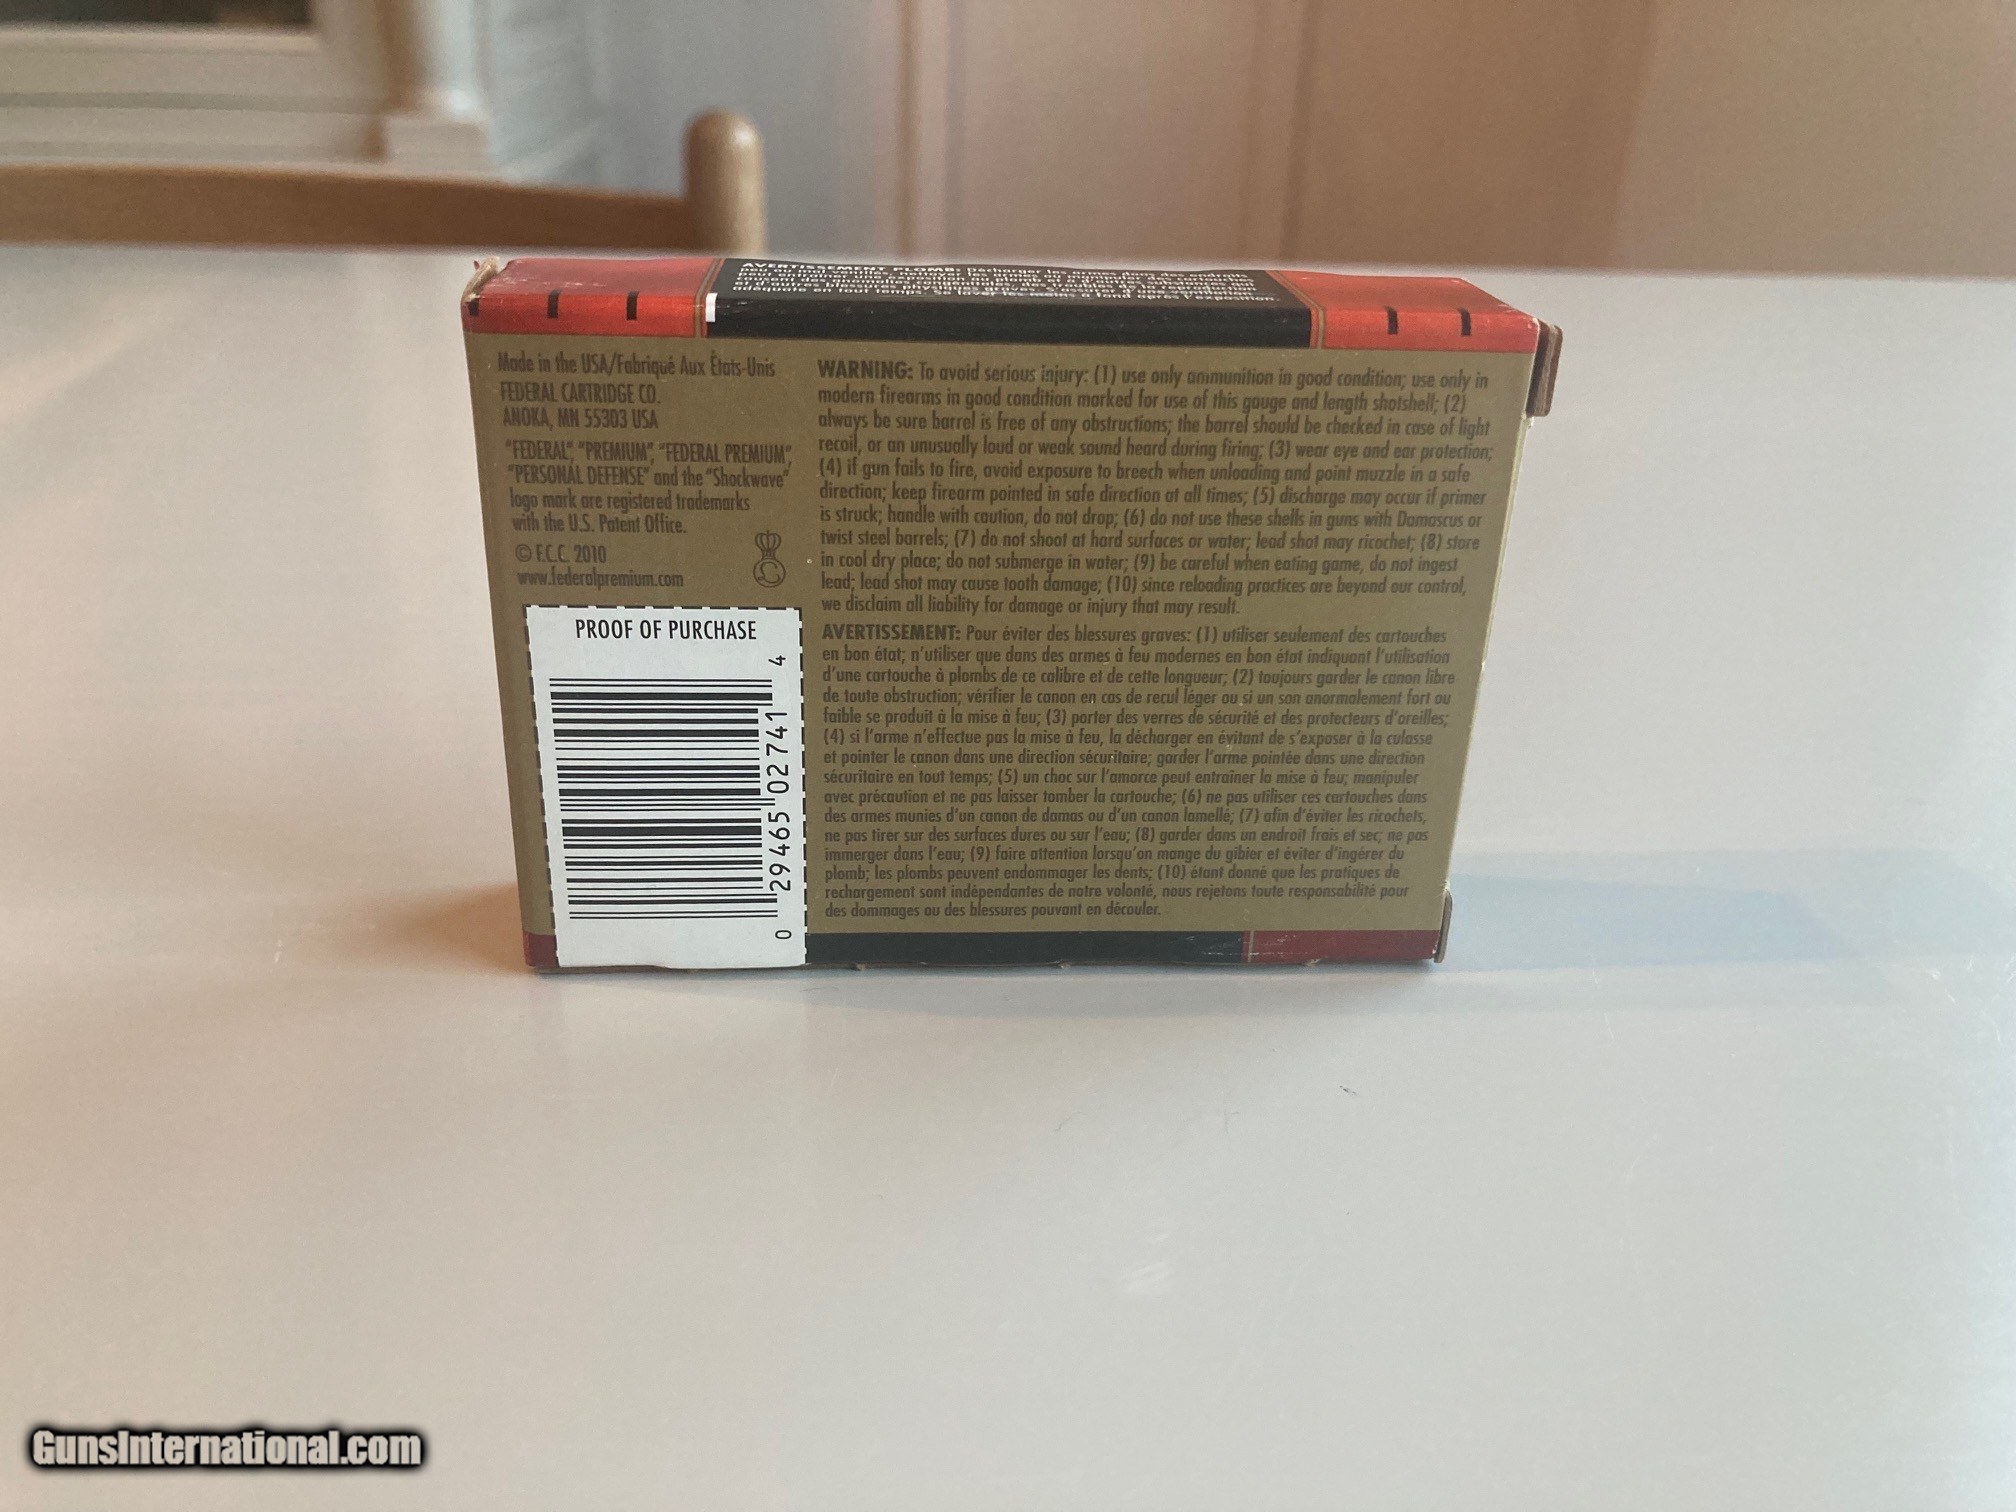 AVERTISSEMENT PLOMB: Décharger les armes dans des
adéquate en tout temps. Se laver les mains à fond après l'exposition.
Made in the USA/Fabriqué Aux États-Unis
FEDERAL CARTRIDGE CO.
ANOKA, MN 55303 USA
"FEDERAL", "PREMIUM", "FEDERAL PREMIUM",
"PERSONAL DEFENSE" and the "Shockwave"
logo mark are registered trademarks
with the U.S. Patent Office.
© F.C.C. 2010
www.federalpremium.com
PROOF OF PURCHASE
0 29465 02741 4
WARNING: To avoid serious injury: (1) use only ammunition in good condition; use only in
modern firearms in good condition marked for use of this gauge and length shotshell; (2)
always be sure barrel is free of any obstructions; the barrel should be checked in case of light
recoil, or an unusually loud or weak sound heard during firing; (3) wear eye and ear protection;
(4) if gun fails to fire, avoid exposure to breech when unloading and point muzzle in a safe
direction; keep firearm pointed in safe direction at all times; (5) discharge may occur if primer
is struck; handle with caution, do not drop; (6) do not use these shells in guns with Damascus or
twist steel barrels; (7) do not shoot at hard surfaces or water; lead shot may ricochet; (8) store
in cool dry place; do not submerge in water; (9) be careful when eating game, do not ingest
lead; lead shot may cause tooth damage; (10) since reloading practices are beyond our control,
we disclaim all liability for damage or injury that may result.
AVERTISSEMENT: Pour éviter des blessures graves: (1) utiliser seulement des cartouches
en bon état; n'utiliser que dans des armes à feu modernes en bon état indiquant l'utilisation
d'une cartouche à plombs de ce calibre et de cette longueur; (2) toujours garder le canon libre
de toute obstruction; vérifier le canon en cas de recul léger ou si un son anormalement fort ou
faible se produit à la mise à feu; (3) porter des verres de sécurité et des protecteurs d'oreilles;
(4) si l'arme n'effectue pas la mise à feu, la décharger en évitant de s'exposer à la culasse
et pointer le canon dans une direction sécuritaire; garder l'arme pointée dans une direction
sécuritaire en tout temps; (5) un choc sur l'amorce peut entraîner la mise à feu; manipuler
avec précaution et ne pas laisser tomber la cartouche; (6) ne pas utiliser ces cartouches dans
des armes munies d'un canon de damas ou d'un canon lamellé; (7) afin d'éviter les ricochets,
ne pas tirer sur des surfaces dures ou sur l'eau; (8) garder dans un endroit frais et sec; ne pas
immerger dans l'eau; (9) faire attention lorsqu'on mange du gibier et éviter d'ingérer du
plomb; les plombs peuvent endommager les dents; (10) étant donné que les pratiques de
rechargement sont indépendantes de notre volonté, nous rejetons toute responsabilité pour
des dommages ou des blessures pouvant en découler.
GunsInternational.com